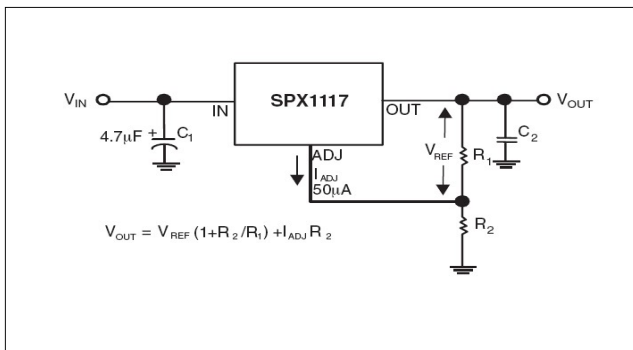 SPX1117
V_IN
IN
OUT
V_OUT
4.7μF + C_1
ADJ
I_ADJ
50μA
V_REF
R_1
C_2
R_2
V_OUT = V_REF (1+R_2/R_1) +I_ADJ R_2